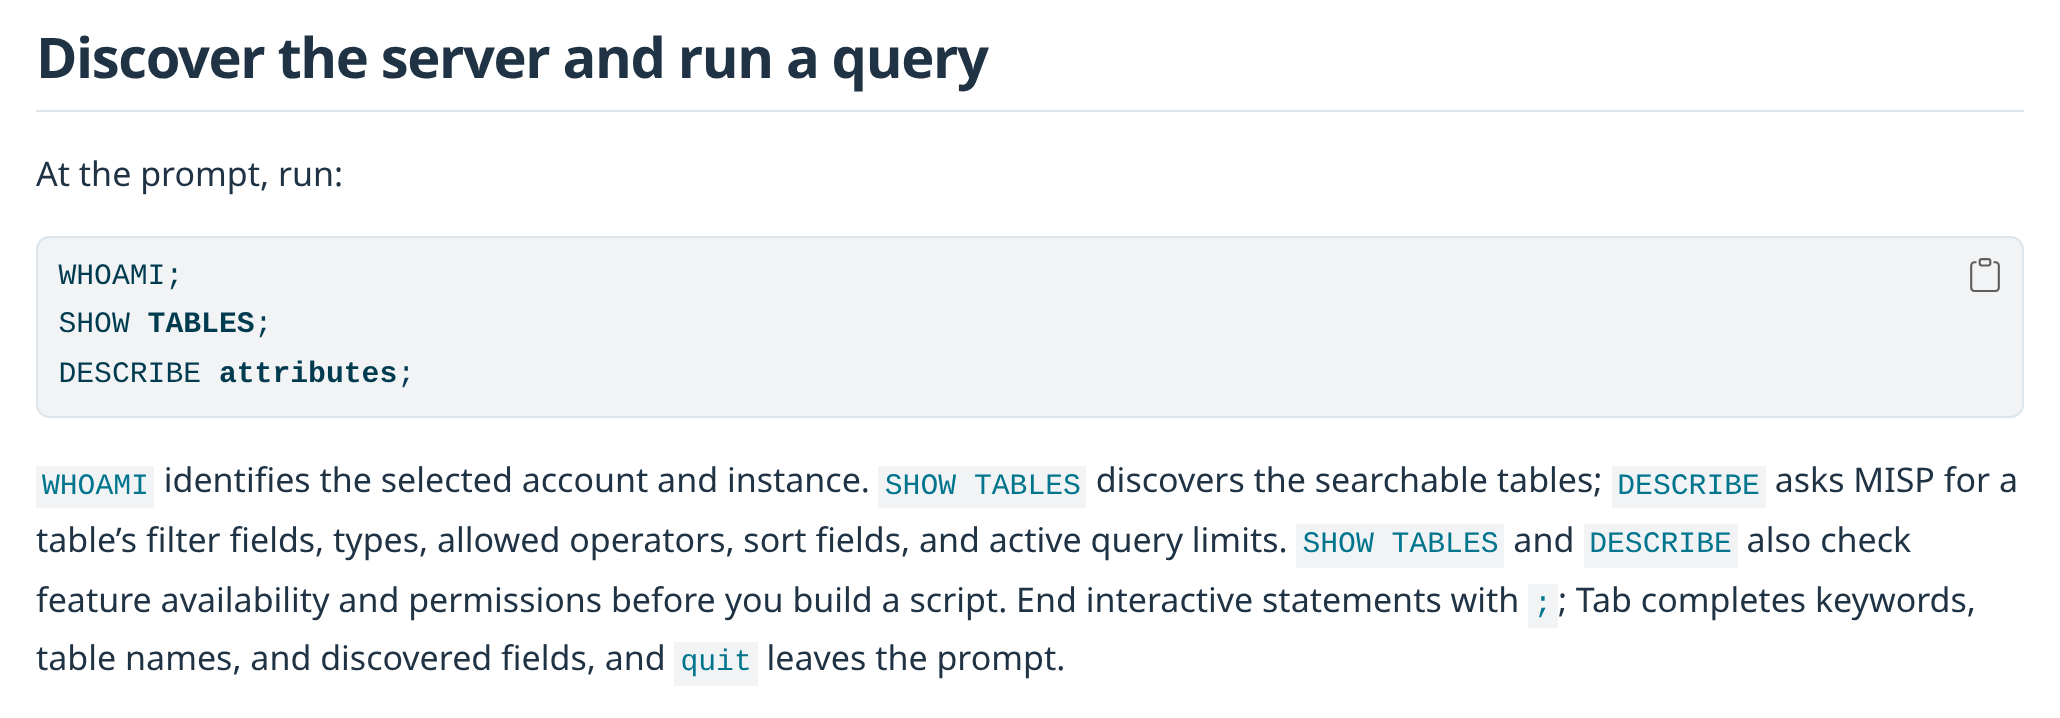 Discover the server and run a query
At the prompt, run:
WHOAMI;
SHOW TABLES;
DESCRIBE attributes;
WHOAMI identifies the selected account and instance. SHOW TABLES discovers the searchable tables; DESCRIBE asks MISP for a
table’s filter fields, types, allowed operators, sort fields, and active query limits. SHOW TABLES and DESCRIBE also check
feature availability and permissions before you build a script. End interactive statements with ;; Tab completes keywords,
table names, and discovered fields, and quit leaves the prompt.